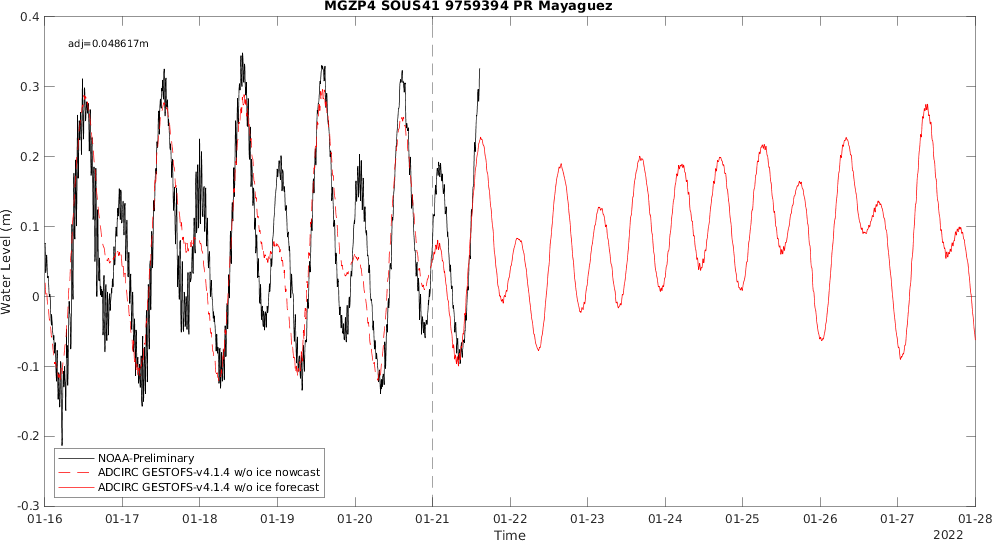 MGZP4 SOUS41 9759394 PR Mayaguez
adj=0.048617m
Water Level (m)
0.4
0.3
0.2
0.1
0
-0.1
-0.2
-0.3
NOAA-Preliminary
ADCIRC GESTOFS-v4.1.4 w/o ice nowcast
ADCIRC GESTOFS-v4.1.4 w/o ice forecast
01-16 01-17 01-18 01-19 01-20 01-21 01-22 01-23 01-24 01-25 01-26 01-27 01-28
Time
2022